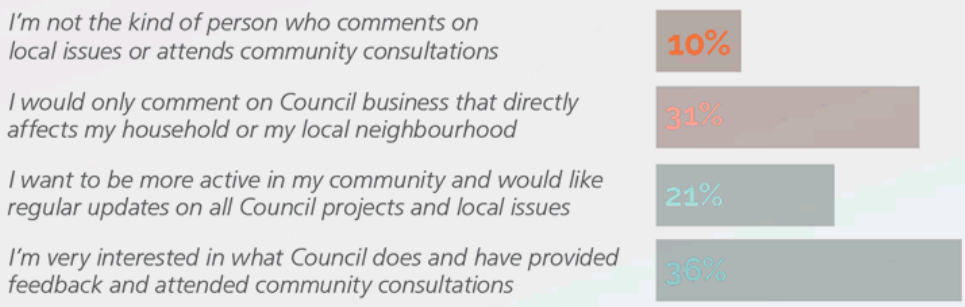 I'm not the kind of person who comments on
local issues or attends community consultations
10%
I would only comment on Council business that directly
affects my household or my local neighbourhood
31%
I want to be more active in my community and would like
regular updates on all Council projects and local issues
21%
I'm very interested in what Council does and have provided
feedback and attended community consultations
36%